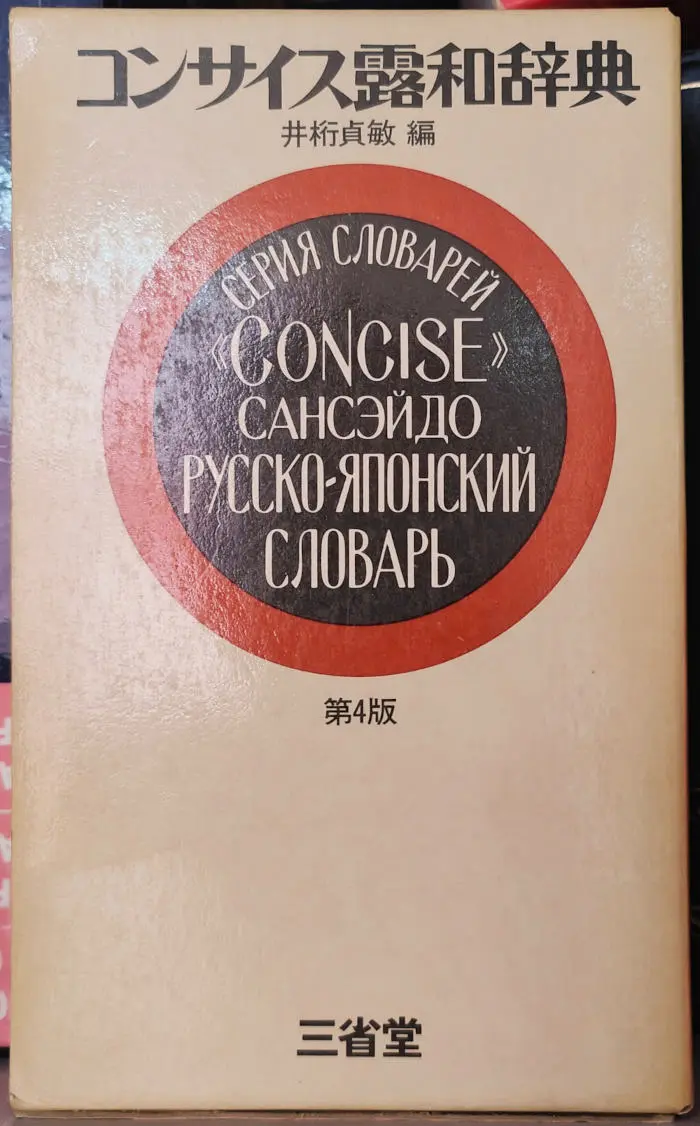 コンサイス露和辞典
井桁貞敏 編
СЕРИЯ СЛОВАРЕЙ
《CONCISE》
САНСЭЙДО
РУССКО-ЯПОНСКИЙ
СЛОВАРЬ
第4版
三省堂